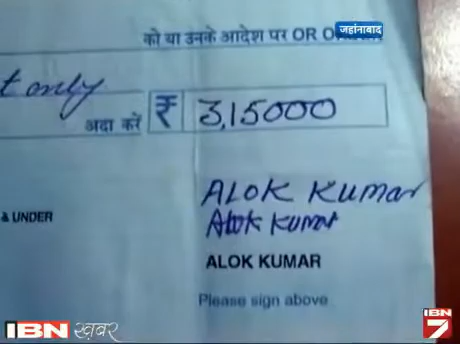 जहांनाबाद
को या उनके आदेश पर OR O
t only
अदा करें ₹ 3,15000
ALOK KUMAR
& UNDER
ALOK KUMAR
ALOK KUMAR
Please sign above
IBN खबर
IBN 7